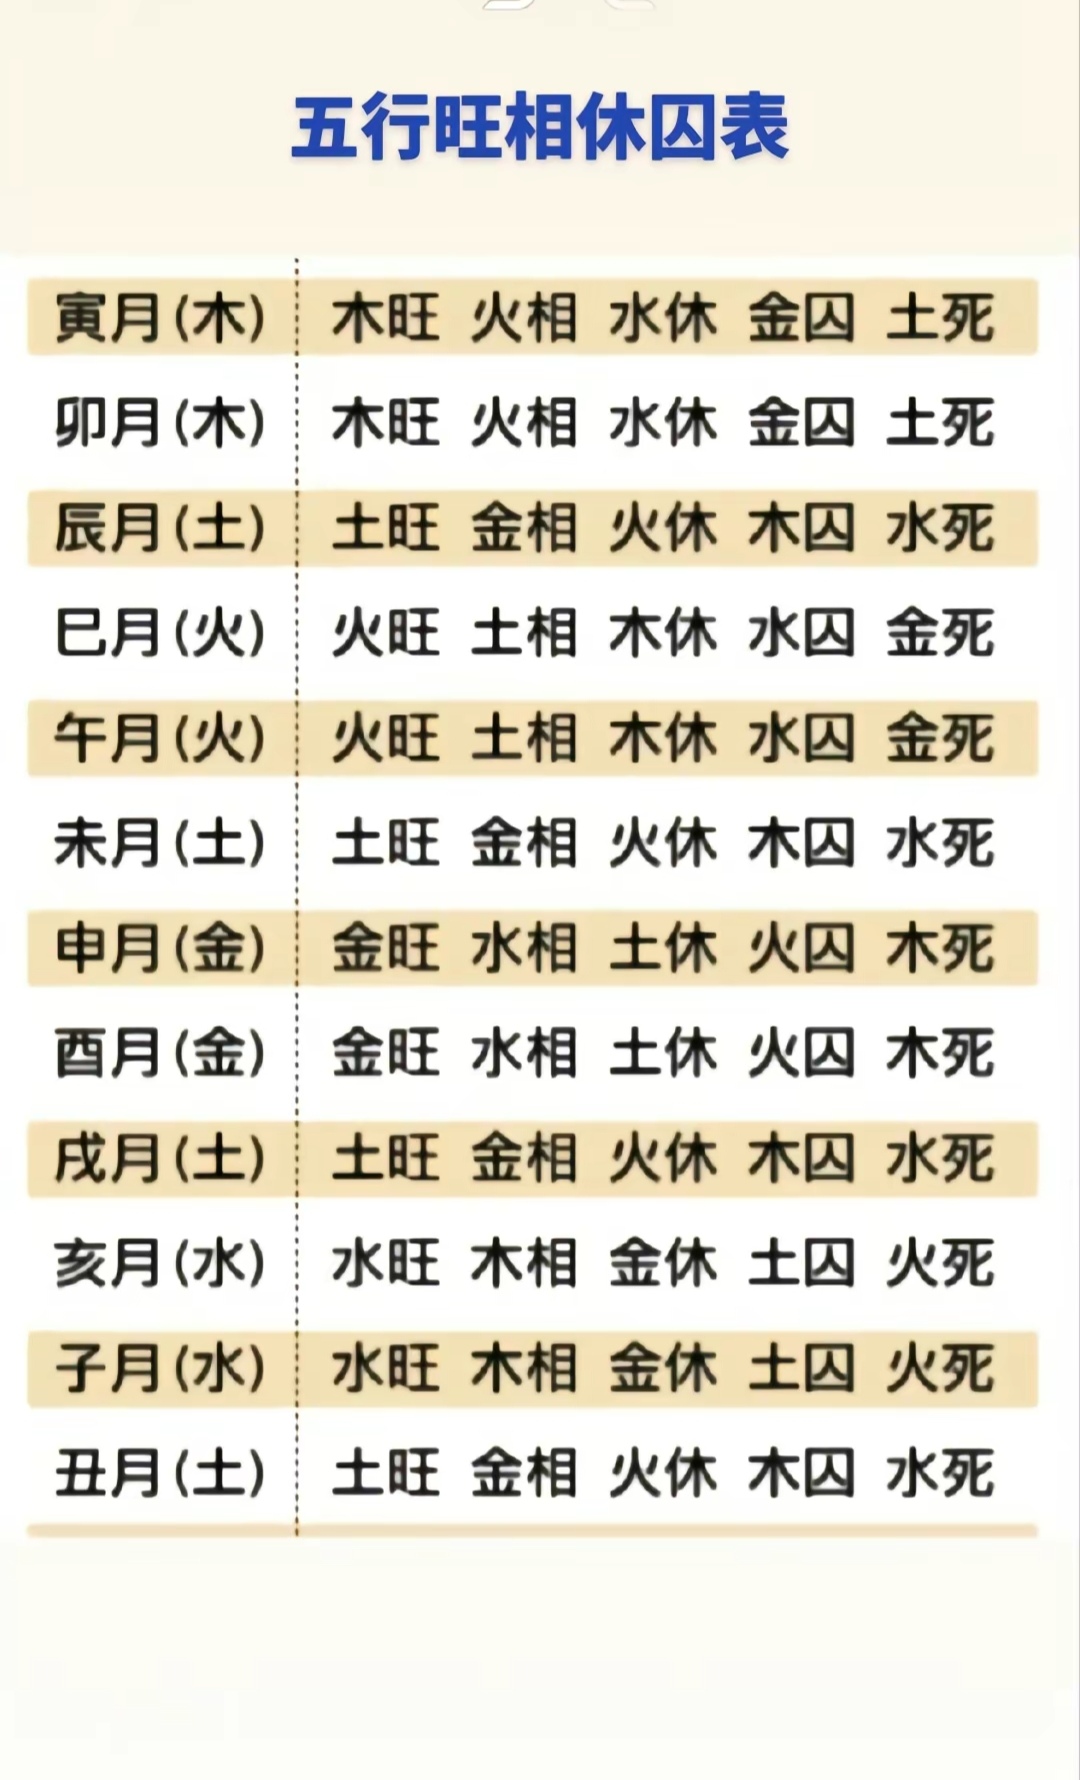 五行旺相休囚表
寅月(木) 木旺 火相 水休 金囚 土死
卯月(木) 木旺 火相 水休 金囚 土死
辰月(土) 土旺 金相 火休 木囚 水死
巳月(火) 火旺 土相 木休 水囚 金死
午月(火) 火旺 土相 木休 水囚 金死
未月(土) 土旺 金相 火休 木囚 水死
申月(金) 金旺 水相 土休 火囚 木死
酉月(金) 金旺 水相 土休 火囚 木死
戌月(土) 土旺 金相 火休 木囚 水死
亥月(水) 水旺 木相 金休 土囚 火死
子月(水) 水旺 木相 金休 土囚 火死
丑月(土) 土旺 金相 火休 木囚 水死